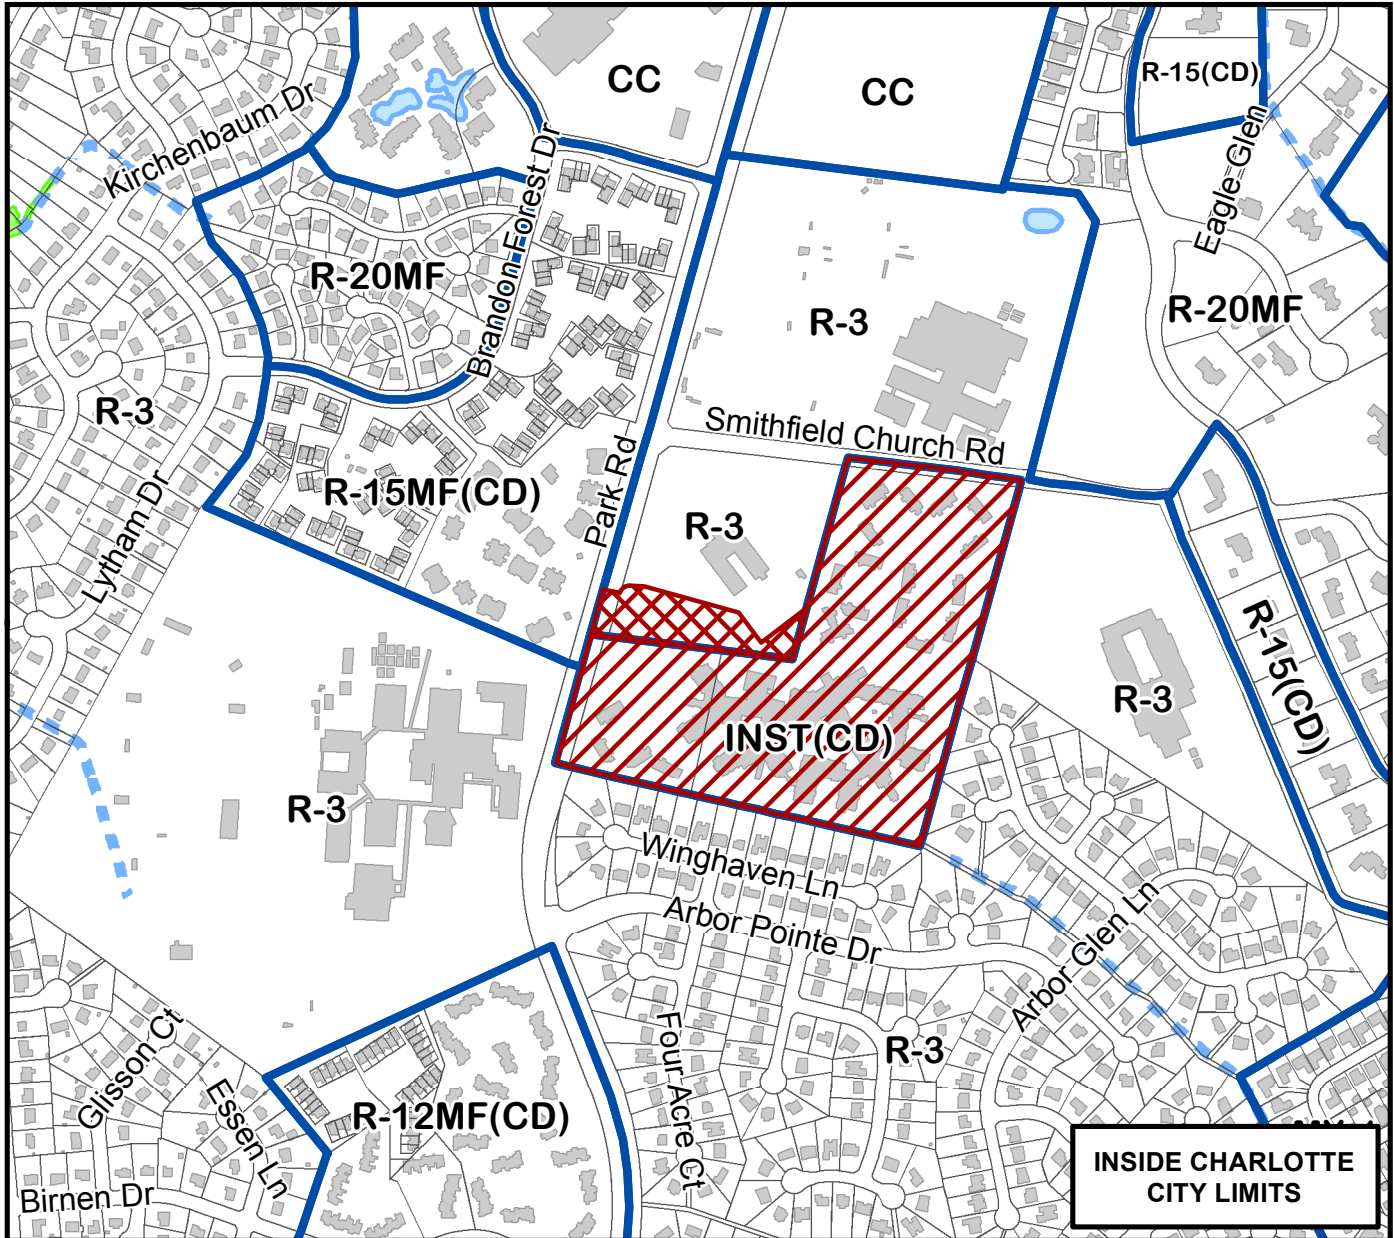 CC
CC
R-15(CD)
Kirchenbaum Dr
Eagle Glen
Brandon Forest Dr
R-20MF
R-3
R-20MF
R-3
Smithfield Church Rd
Park Rd
R-15MF(CD)
R-3
Lytham Dr
R-15(CD)
R-3
INST(CD)
R-3
Winghaven Ln
Arbor Pointe Dr
Arbor Glen Ln
Four Acre Ct
R-3
Glisson Ct
Essen Ln
R-12MF(CD)
Birnen Dr
INSIDE CHARLOTTE
CITY LIMITS